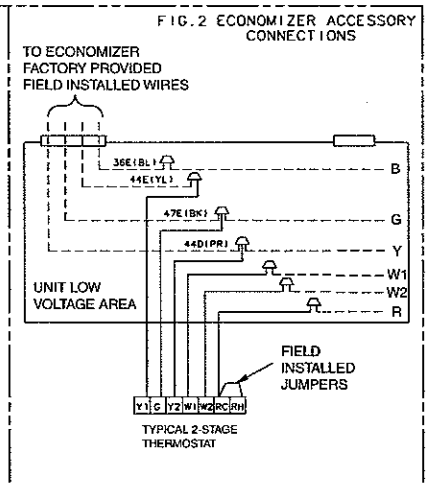 FIG.2 ECONOMIZER ACCESSORY
CONNECTIONS
TO ECONOMIZER
FACTORY PROVIDED
FIELD INSTALLED WIRES
36E(BL)
B
44E(YL)
47E(BK)
G
44D(PR)
Y
W1
W2
R
UNIT LOW
VOLTAGE AREA
FIELD
INSTALLED
JUMPERS
Y1 G Y2 W1 W2 RC RH
TYPICAL 2-STAGE
THERMOSTAT